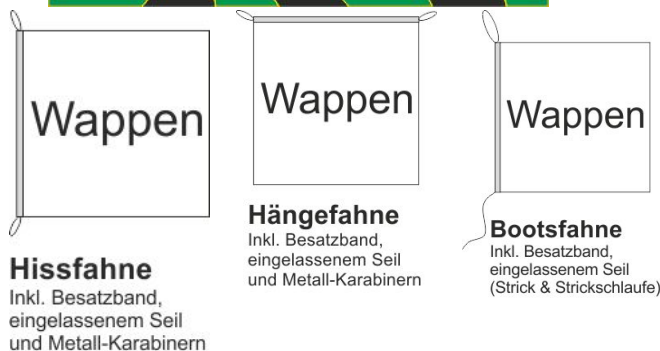 Wappen
Hissfahne
Inkl. Besatzband,
eingelassenem Seil
und Metall-Karabinern
Wappen
Hängefahne
Inkl. Besatzband,
eingelassenem Seil
und Metall-Karabinern
Wappen
Bootsfahne
Inkl. Besatzband,
eingelassenem Seil
(Strick & Strickschlaufe)